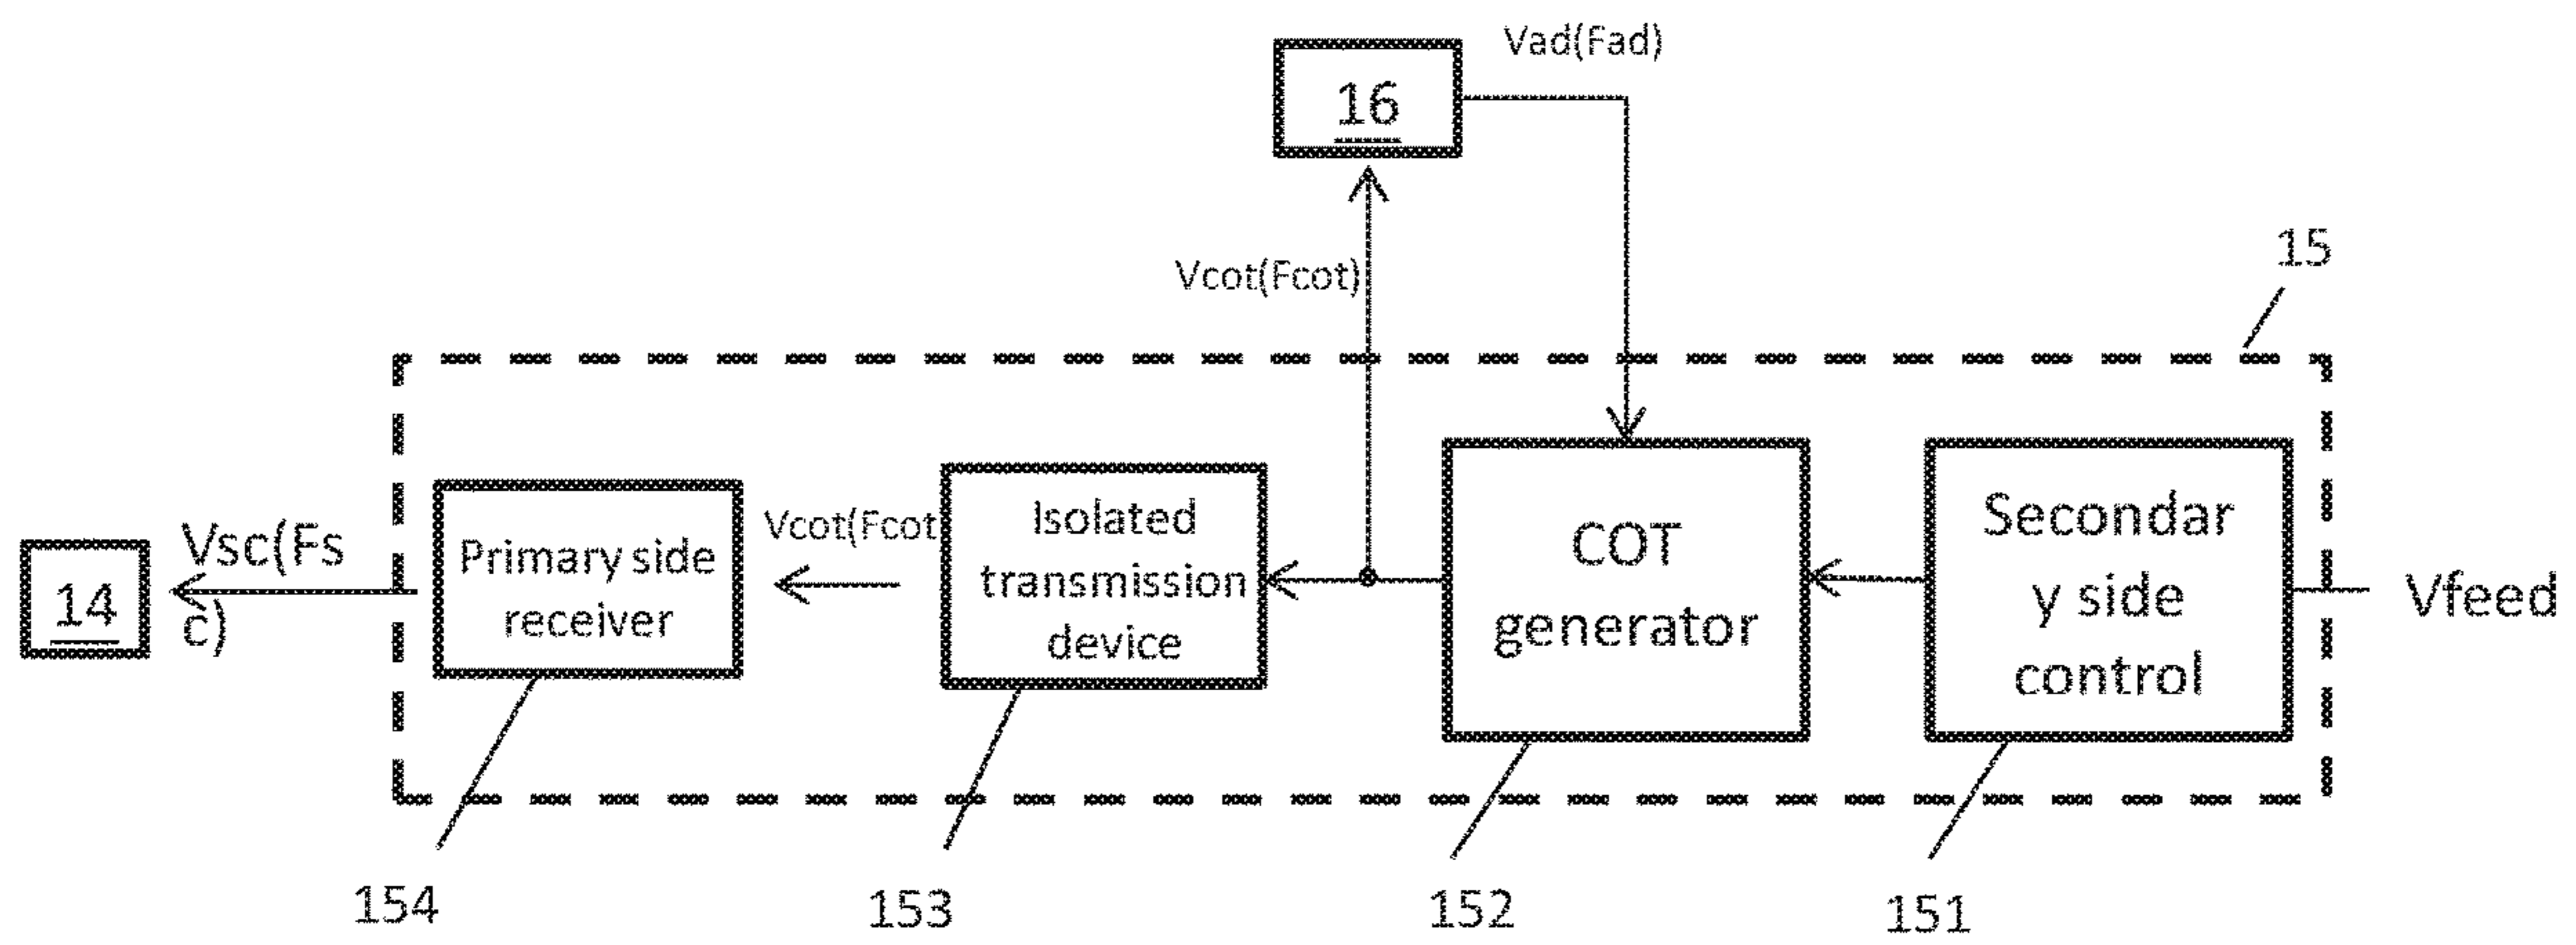 Vad(Fad)
16
15
Vcot(Fcot)
Vsc(Fs
c)
14
Primary side
receiver
Vcot(Fcot
Isolated
transmission
device
COT
generator
Secondar
y side
control
Vfeed
154
153
152
151